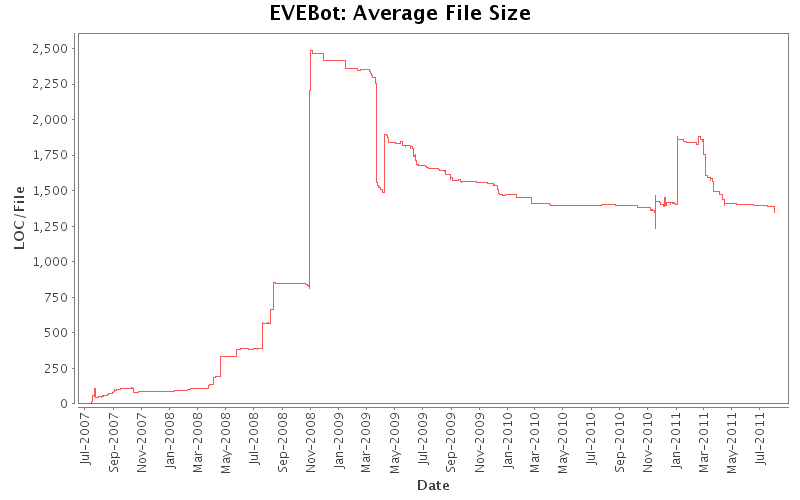 EVEBot: Average File Size
LOC/File
2,500
2,250
2,000
1,750
1,500
1,250
1,000
750
500
250
0
Jul-2007
Sep-2007
Nov-2007
Jan-2008
Mar-2008
May-2008
Jul-2008
Sep-2008
Nov-2008
Jan-2009
Mar-2009
May-2009
Jul-2009
Sep-2009
Nov-2009
Jan-2010
Mar-2010
May-2010
Jul-2010
Sep-2010
Nov-2010
Jan-2011
Mar-2011
May-2011
Jul-2011
Date